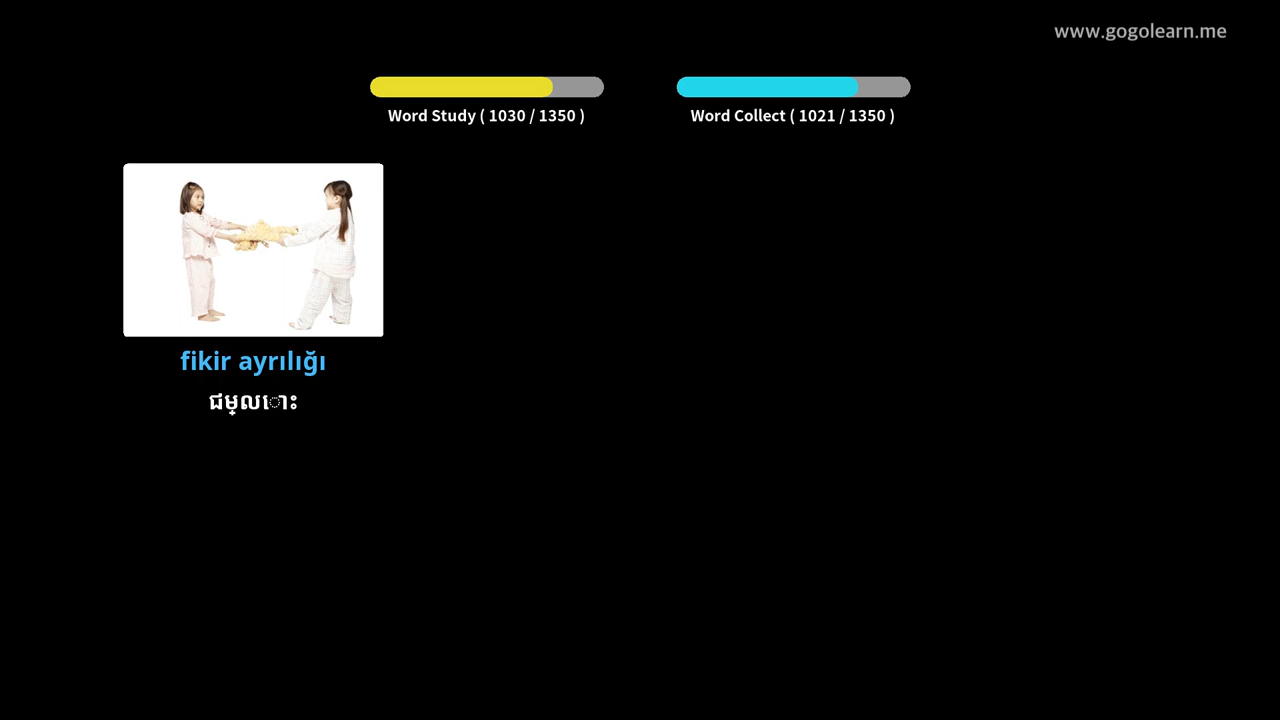 www.gogolearn.me
Word Study ( 1030 / 1350 )
Word Collect ( 1021 / 1350 )
fikir ayrılığı
ជម្លោះ